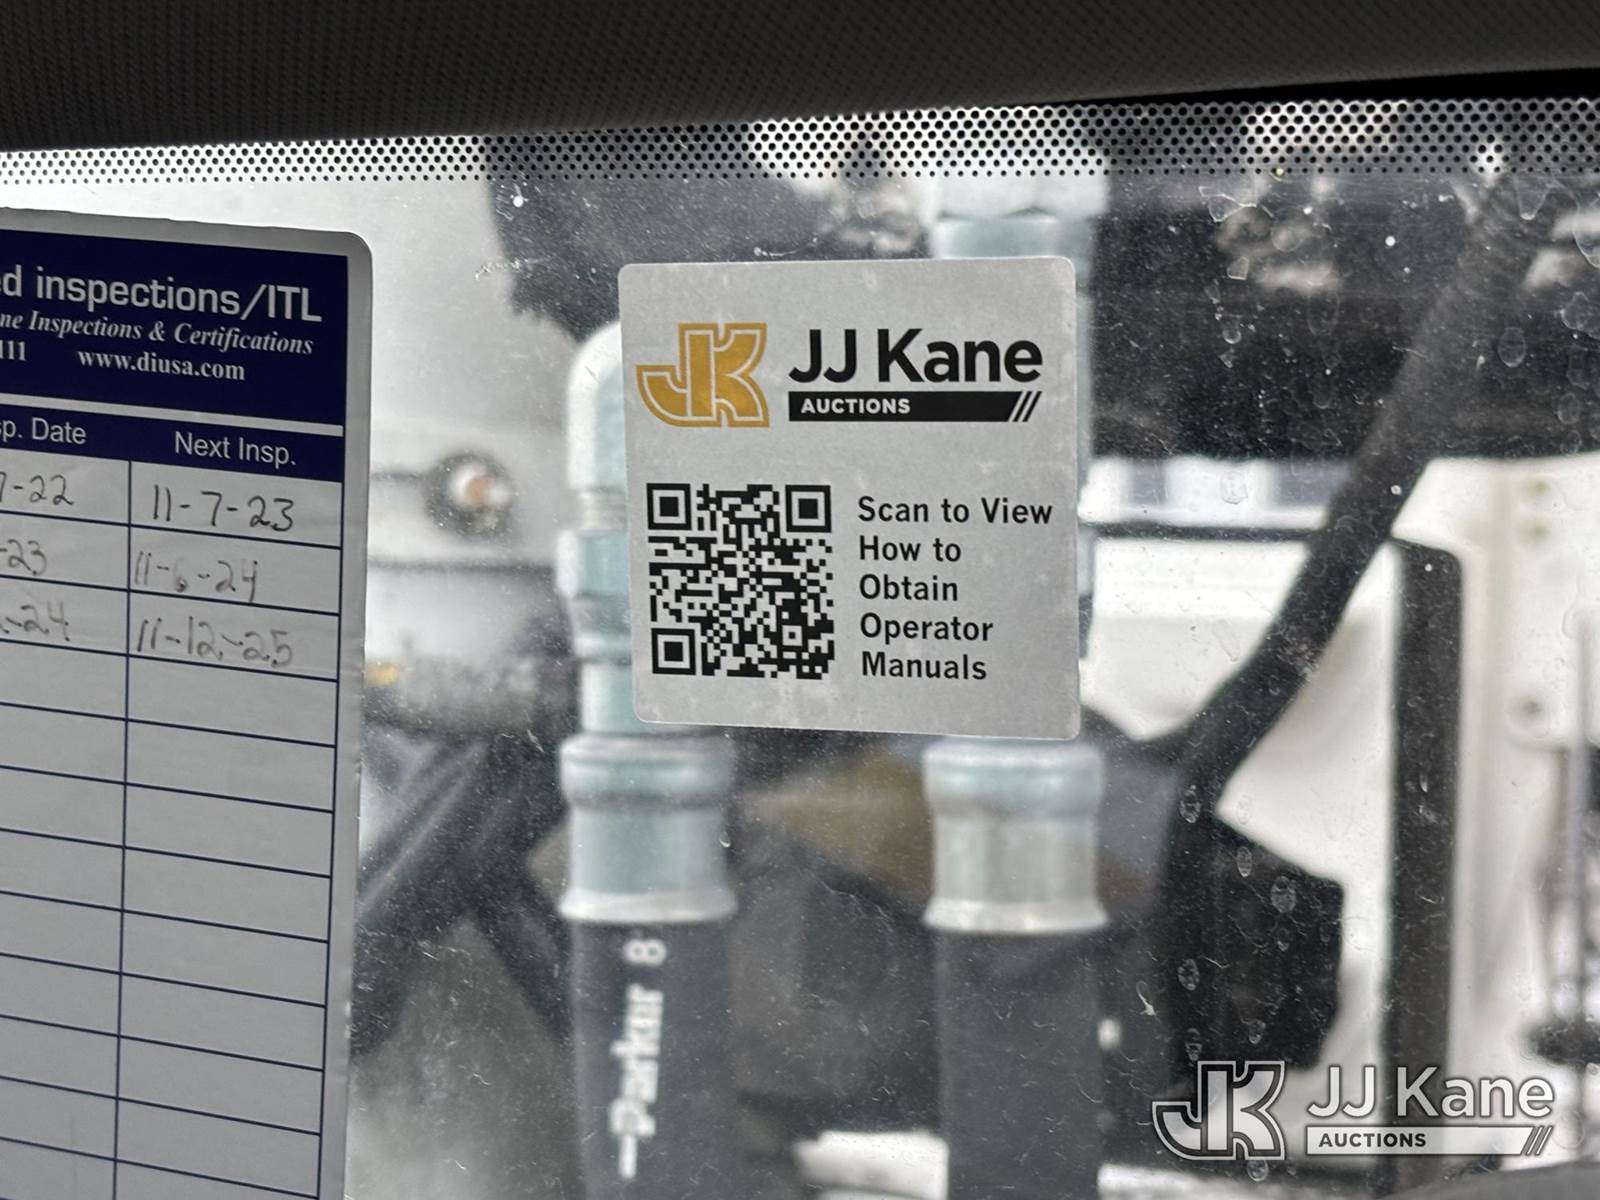 inspections/ITL
Inspections & Certifications
111 www.diusa.com
Date Next Insp.
7-22 11-7-23
-23 11-6-24
-24 11-12-25
JK JJ Kane
AUCTIONS
Scan to View
How to
Obtain
Operator
Manuals
Parker 8
JK JJ Kane
AUCTIONS